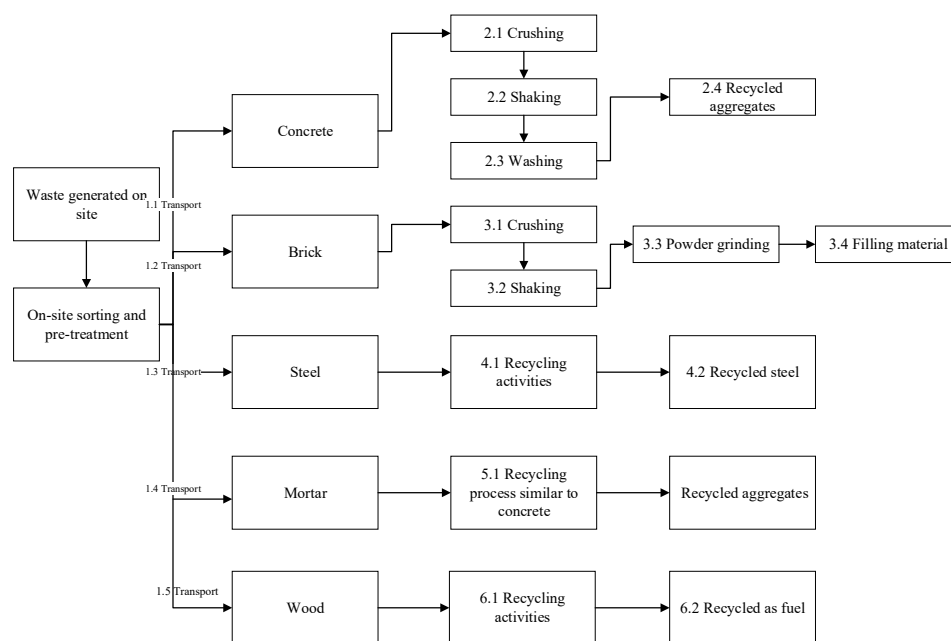 Waste generated on
site
On-site sorting and
pre-treatment
1.1 Transport
1.2 Transport
1.3 Transport
1.4 Transport
1.5 Transport
Concrete
2.1 Crushing
2.2 Shaking
2.3 Washing
2.4 Recycled
aggregates
Brick
3.1 Crushing
3.2 Shaking
3.3 Powder grinding
3.4 Filling material
Steel
4.1 Recycling
activities
4.2 Recycled steel
Mortar
5.1 Recycling
process similar to
concrete
Recycled aggregates
Wood
6.1 Recycling
activities
6.2 Recycled as fuel